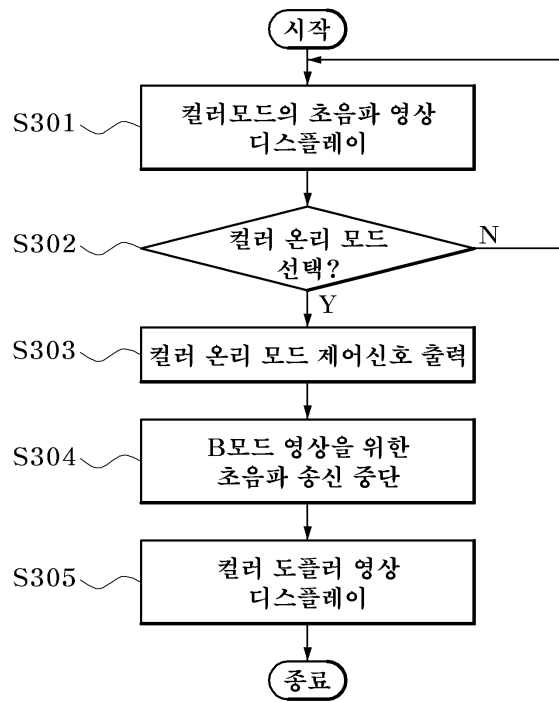 시작
S301
컬러모드의 초음파 영상
디스플레이
S302
컬러 온리 모드
선택?
N
Y
S303
컬러 온리 모드 제어신호 출력
S304
B모드 영상을 위한
초음파 송신 중단
S305
컬러 도플러 영상
디스플레이
종료